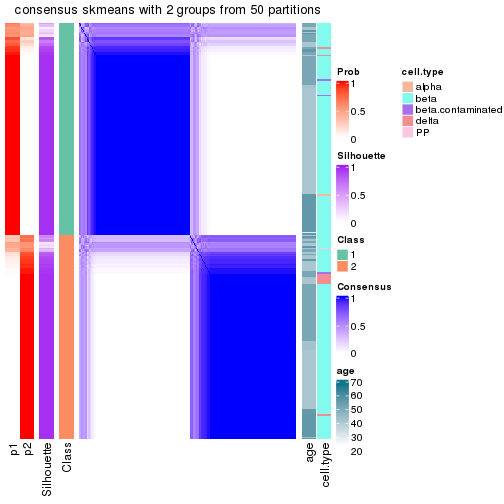 consensus skmeans with 2 groups from 50 partitions
Prob
1
0.5
0
Silhouette
1
0.5
0
Class
1
2
Consensus
1
0.5
0
age
70
60
50
40
30
20
cell.type
alpha
beta
beta.contaminated
delta
PP
p1
p2
Silhouette
Class
age
cell.type